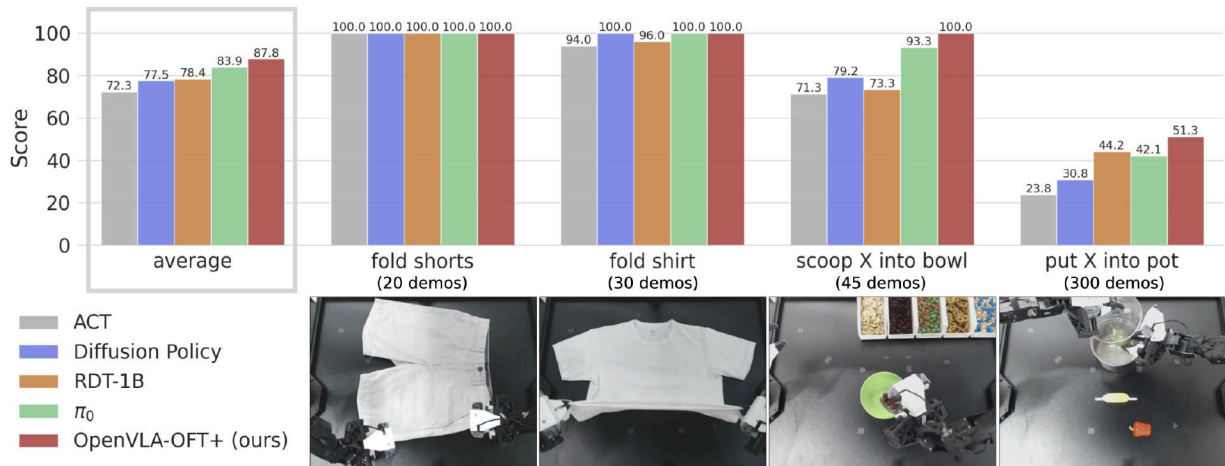 100.0 100.0 100.0 100.0 100.0
100.0
100.0 100.0
100.0
100
94.0
96.0
93.3
72.3
77.5
78.4
83.9
87.8
71.3
79.2
73.3
80
60
Score
51.3
44.2
42.1
40
30.8
23.8
20
0
average
fold shorts
fold shirt
scoop X into bowl
put X into pot
(20 demos)
(30 demos)
(45 demos)
(300 demos)
ACT
Diffusion Policy
RDT-1B
π₀
OpenVLA-OFT+ (ours)